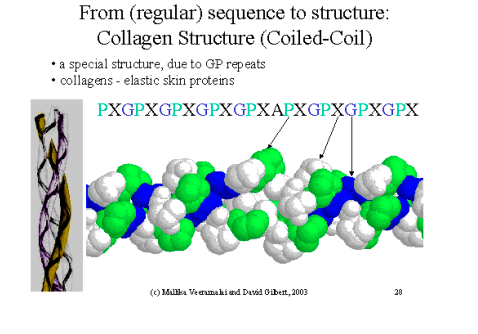 From (regular) sequence to structure:
Collagen Structure (Coiled-Coil)
• a special structure, due to GP repeats
• collagens - elastic skin proteins
PXGPXGPXGPXGPXAPXGPXGPXGPX
(c) Mallika Veeramalai and David Gilbert, 2003
28